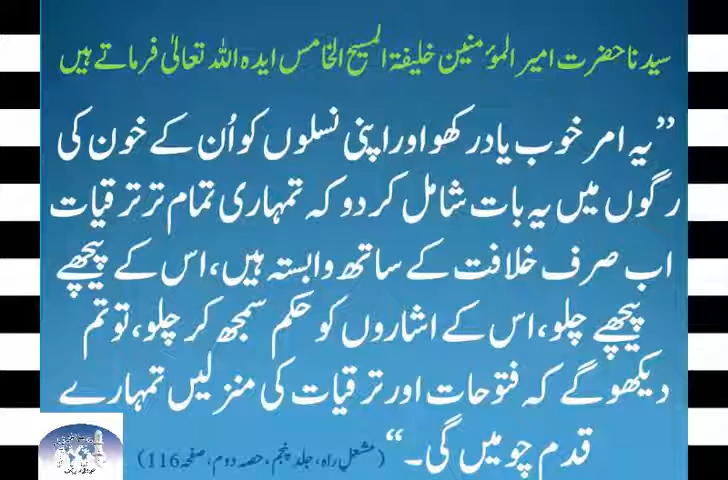 سیدنا حضرت امیر المؤمنین خلیفۃ المسیح الخامس ایدہ اللہ تعالیٰ فرماتے ہیں
”یہ امر خوب یاد رکھو اور اپنی نسلوں کو اُن کے خون کی
رگوں میں یہ بات شامل کر دو کہ تمہاری تمام تر ترقیات
اب صرف خلافت کے ساتھ وابستہ ہیں، اس کے پیچھے
پیچھے چلو، اس کے اشاروں کو حکم سمجھ کر چلو، تو تم
دیکھو گے کہ فتوحات اور ترقیات کی منزلیں تمہارے
قدم چومیں گی۔“ (مشعلِ راہ، جلد پنجم، حصہ دوم، صفحہ 116)